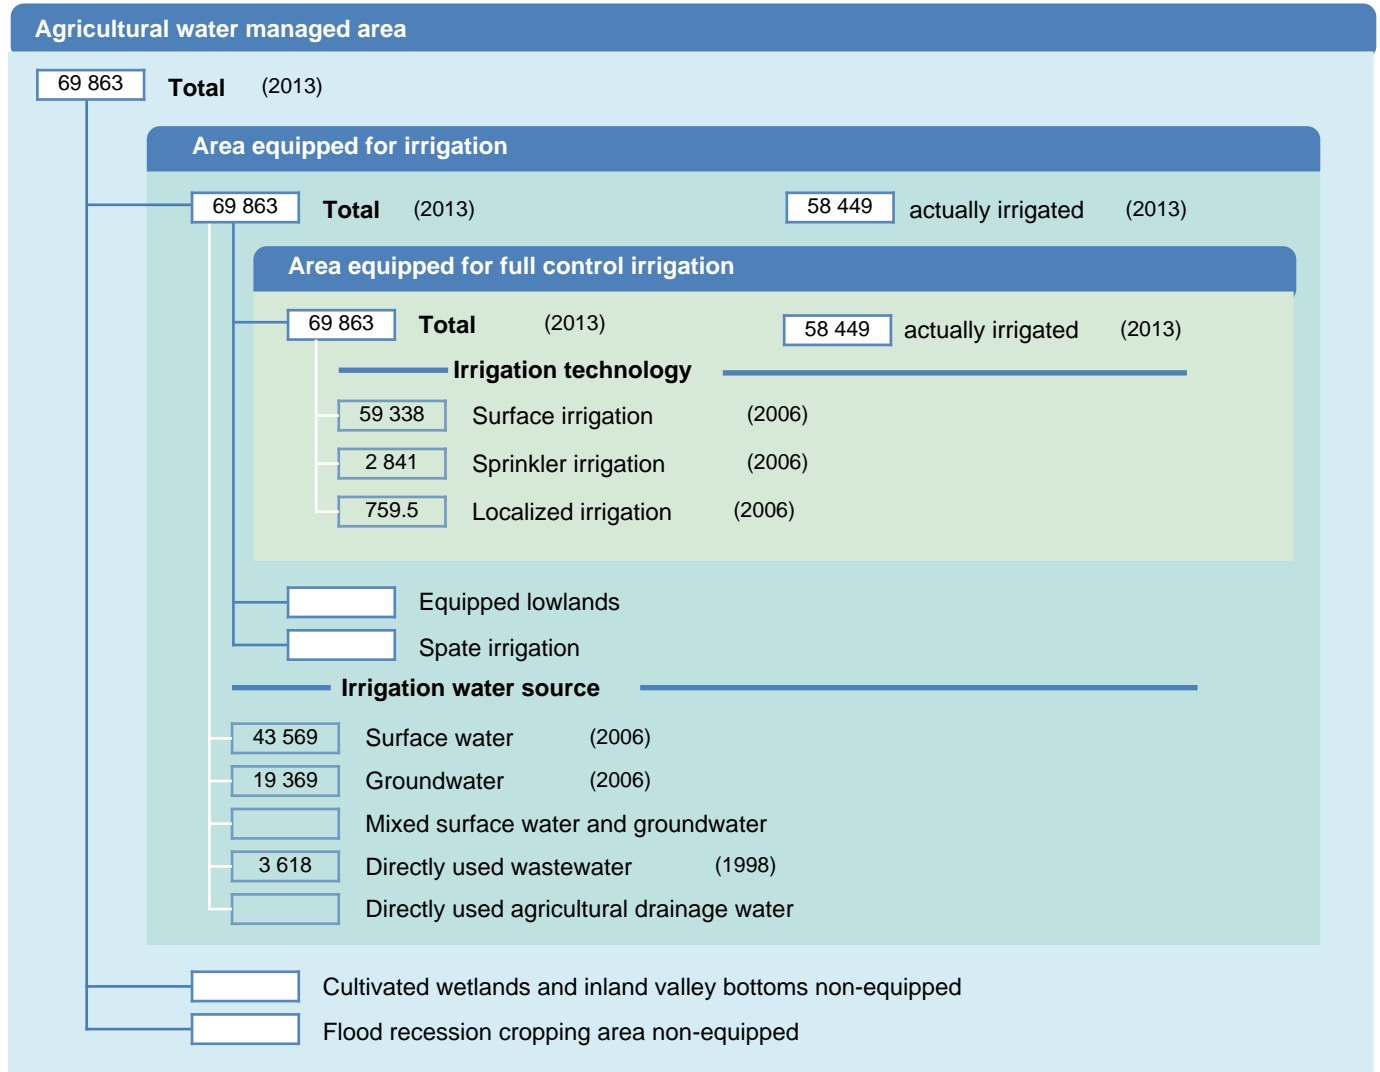 Agricultural water managed area
69 863 Total (2013)
Area equipped for irrigation
69 863 Total (2013) 58 449 actually irrigated (2013)
Area equipped for full control irrigation
69 863 Total (2013) 58 449 actually irrigated (2013)
Irrigation technology
59 338 Surface irrigation (2006)
2 841 Sprinkler irrigation (2006)
759.5 Localized irrigation (2006)
Equipped lowlands
Spate irrigation
Irrigation water source
43 569 Surface water (2006)
19 369 Groundwater (2006)
Mixed surface water and groundwater
3 618 Directly used wastewater (1998)
Directly used agricultural drainage water
Cultivated wetlands and inland valley bottoms non-equipped
Flood recession cropping area non-equipped